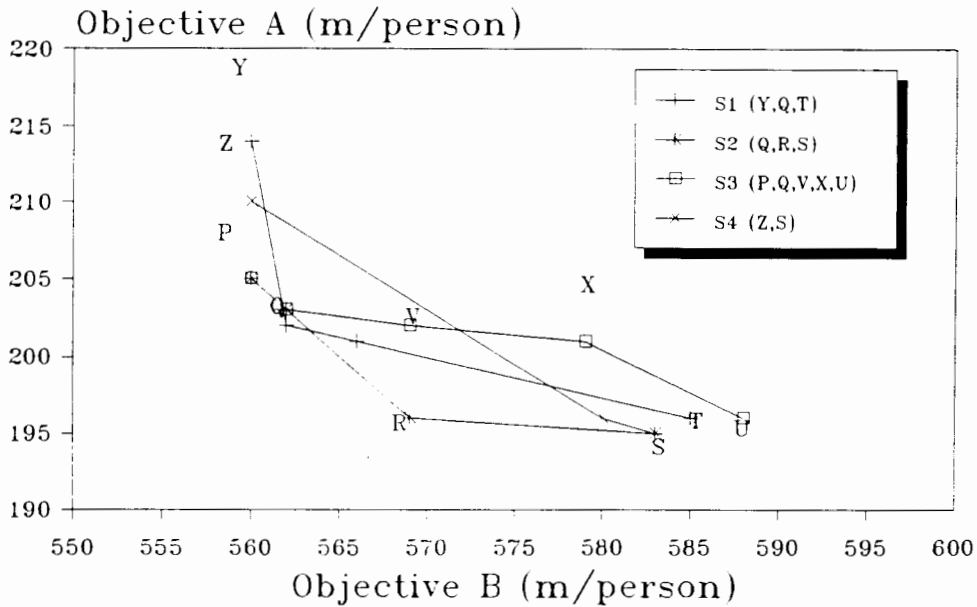 Objective A (m/person)
220
Y
S1 (Y,Q,T)
215
Z
S2 (Q,R,S)
S3 (P,Q,V,X,U)
210
S4 (Z,S)
P
205
X
Q
V
200
195
R
T
U
S
190
550 555 560 565 570 575 580 585 590 595 600
Objective B (m/person)